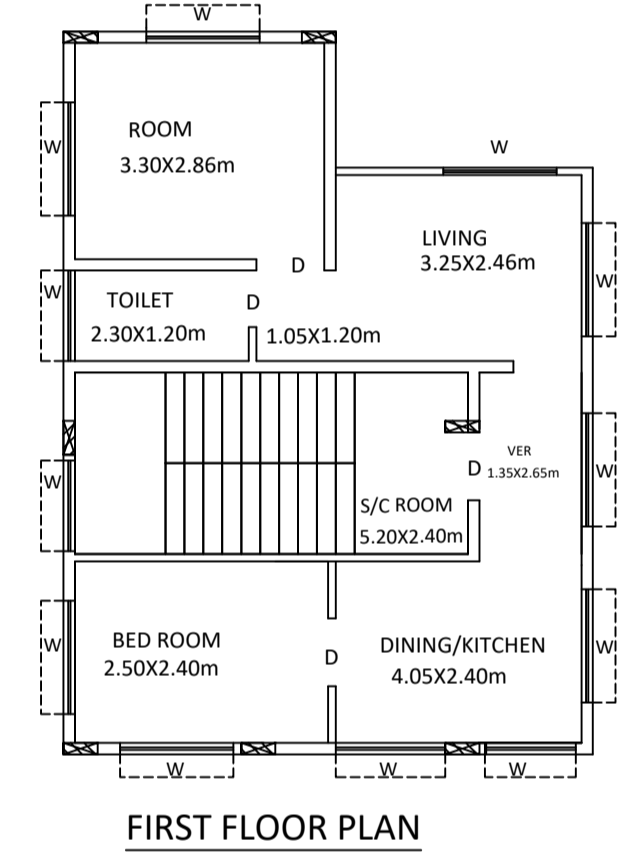 W
ROOM
3.30X2.86m
W
W
LIVING
3.25X2.46m
D
W
W
TOILET
D
2.30X1.20m
1.05X1.20m
VER
D
1.35X2.65m
W
W
S/C ROOM
5.20X2.40m
BED ROOM
2.50X2.40m
W
D
DINING/KITCHEN
4.05X2.40m
W
W
W
W
FIRST FLOOR PLAN